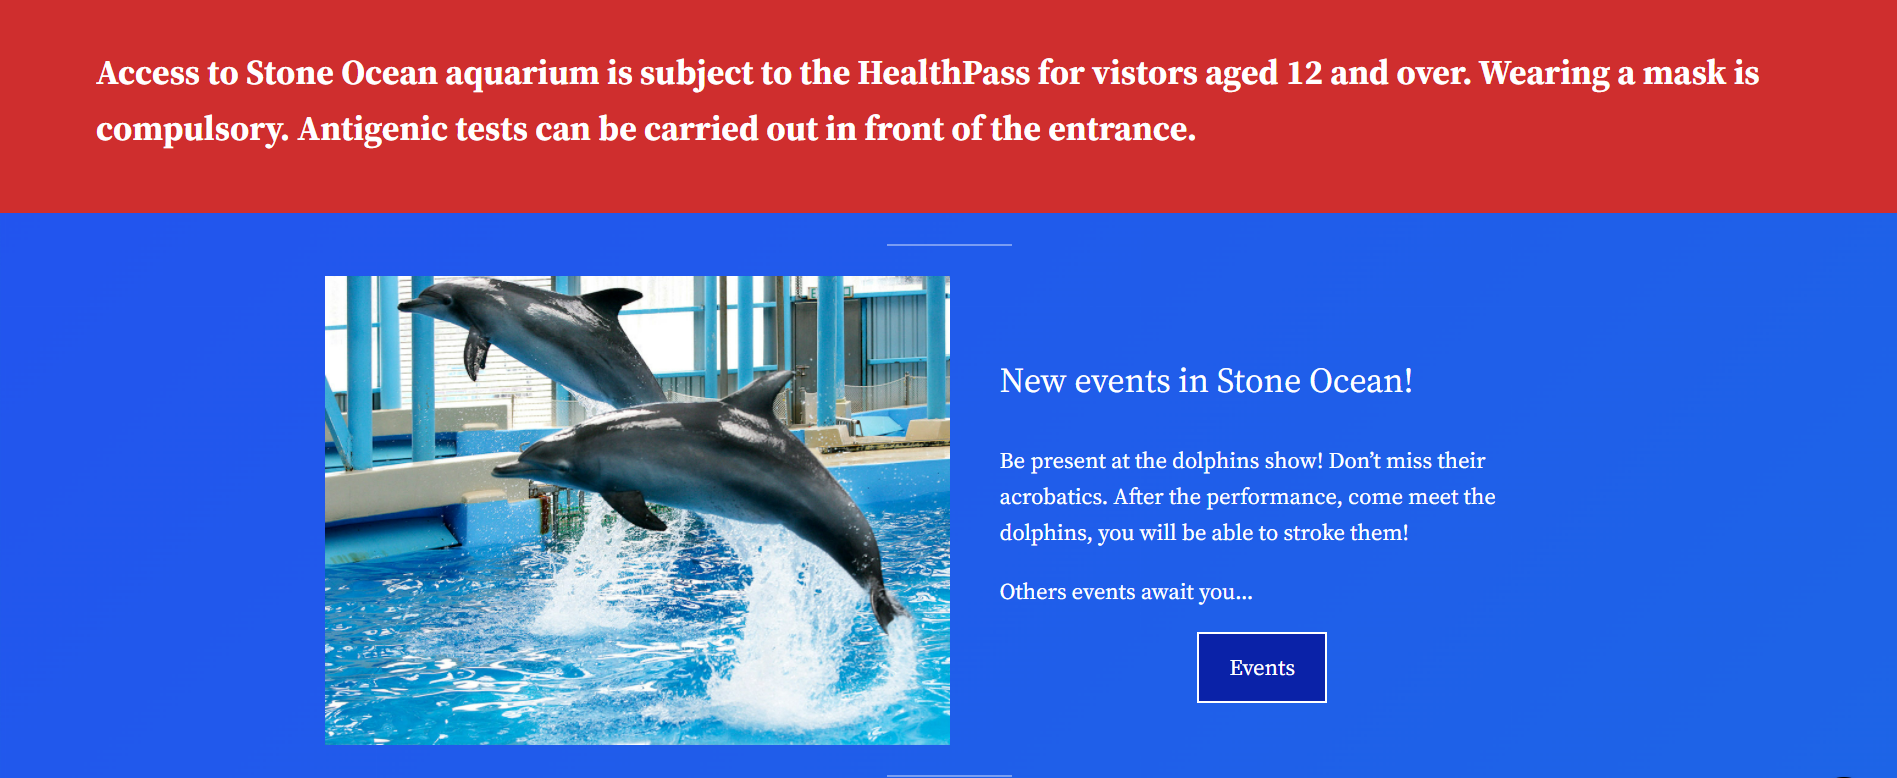 Access to Stone Ocean aquarium is subject to the HealthPass for vistors aged 12 and over. Wearing a mask is
compulsory. Antigenic tests can be carried out in front of the entrance.
New events in Stone Ocean!
Be present at the dolphins show! Don’t miss their
acrobatics. After the performance, come meet the
dolphins, you will be able to stroke them!
Others events await you...
Events